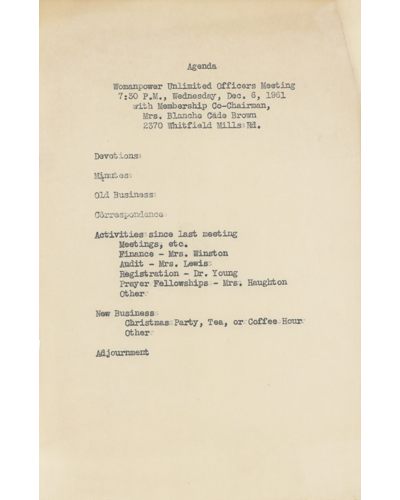 Agenda
Womanpower Unlimited Officers Meeting
7:30 P.M., Wednesday, Dec. 6, 1961
with Membership Co-Chairman,
Mrs. Blanche Cade Brown
2370 Whitfield Mills Rd.
Devotions
Minutes
Old Business
Correspondence
Activities since last meeting
Meetings, etc.
Finance - Mrs. Winston
Audit - Mrs. Lewis
Registration - Dr. Young
Prayer Fellowships - Mrs. Haughton
Other
New Business
Christmas Party, Tea, or Coffee Hour
Other
Adjournment